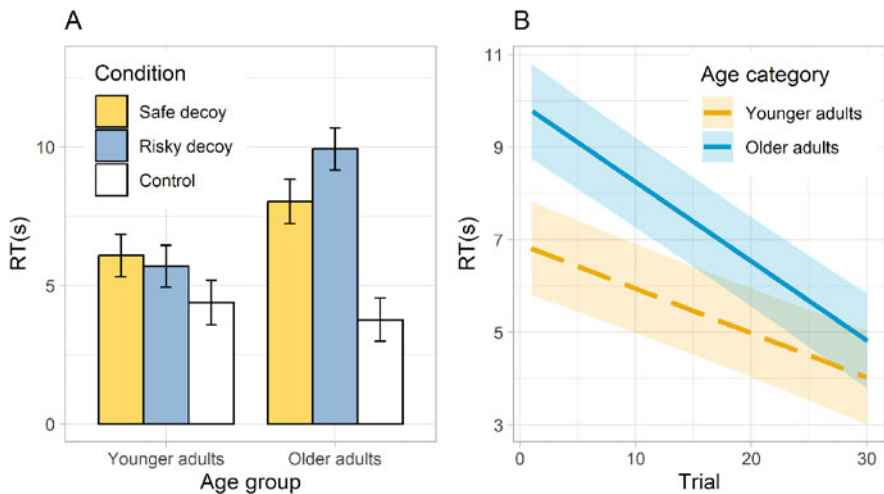 A
Condition
Safe decoy
Risky decoy
Control
RT(s)
10
5
0
Younger adults
Older adults
Age group
B
Age category
Younger adults
Older adults
RT(s)
11
9
7
5
3
0
10
20
30
Trial